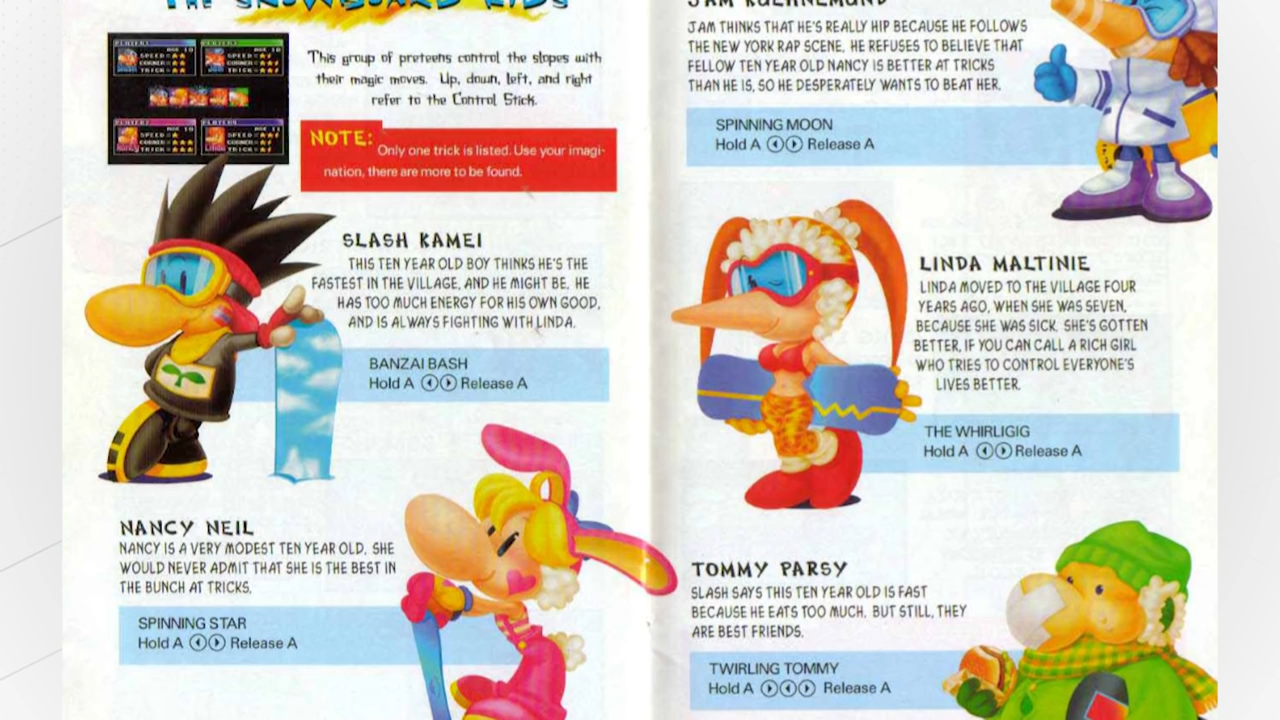 THE SNOWBOARD KIDS
This group of preteens control the slopes with
their magic moves. Up, down, left, and right
refer to the Control Stick.
NOTE: Only one trick is listed. Use your imagi-
nation, there are more to be found.
SLASH KAMEI
THIS TEN YEAR OLD BOY THINKS HE'S THE
FASTEST IN THE VILLAGE, AND HE MIGHT BE. HE
HAS TOO MUCH ENERGY FOR HIS OWN GOOD,
AND IS ALWAYS FIGHTING WITH LINDA.
BANZAI BASH
Hold A Release A
NANCY NEIL
NANCY IS A VERY MODEST TEN YEAR OLD. SHE
WOULD NEVER ADMIT THAT SHE IS THE BEST IN
THE BUNCH AT TRICKS.
SPINNING STAR
Hold A Release A
JAM KUEHNEMUND
JAM THINKS THAT HE'S REALLY HIP BECAUSE HE FOLLOWS
THE NEW YORK RAP SCENE. HE REFUSES TO BELIEVE THAT
FELLOW TEN YEAR OLD NANCY IS BETTER AT TRICKS
THAN HE IS, SO HE DESPERATELY WANTS TO BEAT HER.
SPINNING MOON
Hold A Release A
LINDA MALTINIE
LINDA MOVED TO THE VILLAGE FOUR
YEARS AGO, WHEN SHE WAS SEVEN,
BECAUSE SHE WAS SICK. SHE'S GOTTEN
BETTER, IF YOU CAN CALL A RICH GIRL
WHO TRIES TO CONTROL EVERYONE'S
LIVES BETTER.
THE WHIRLIGIG
Hold A Release A
TOMMY PARSY
SLASH SAYS THIS TEN YEAR OLD IS FAST
BECAUSE HE EATS TOO MUCH. BUT STILL, THEY
ARE BEST FRIENDS.
TWIRLING TOMMY
Hold A Release A